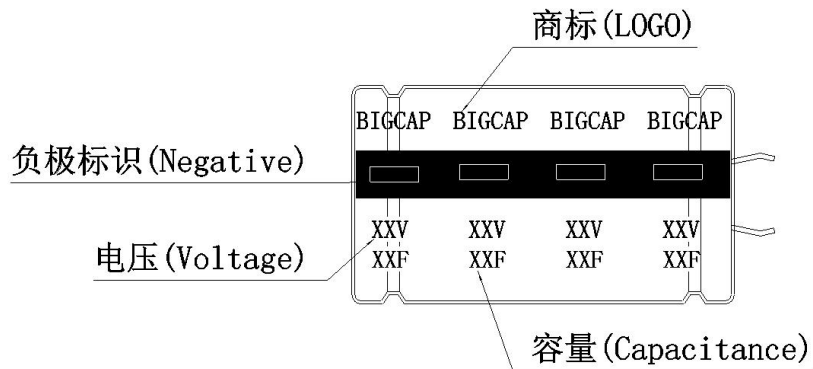 商标(LOGO)
BIGCAP BIGCAP BIGCAP BIGCAP
负极标识(Negative)
XXV XXV XXV XXV
电压(Voltage)
XXF XXF XXF XXF
容量(Capacitance)